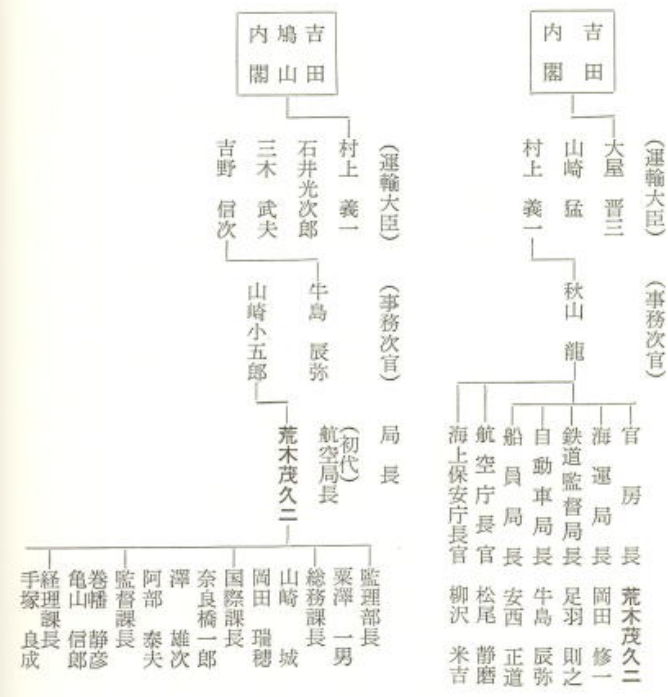 吉田
内閣
(運輸大臣)
大屋 晋三
山崎 猛
村上 義一
(事務次官)
秋山 龍
官房長 荒木茂久二
海運局長 岡田 修一
鉄道監督局長 足羽 則之
自動車局長 牛島 辰弥
船員局長 安西 正道
航空庁長官 松尾 静磨
海上保安庁長官 柳沢 米吉
吉田
鳩山
内閣
(運輸大臣)
村上 義一
石井光次郎
三木 武夫
吉野 信次
(事務次官)
牛島 辰弥
山崎小五郎
局長
(初代)
航空局長
荒木茂久二
監理部長
粟澤 一男
総務課長
山崎 城
岡田 瑞穂
国際課長
奈良橋一郎
澤 雄次
阿部 泰夫
監督課長
巻幡 静彦
亀山 信郎
経理課長
手塚 良成